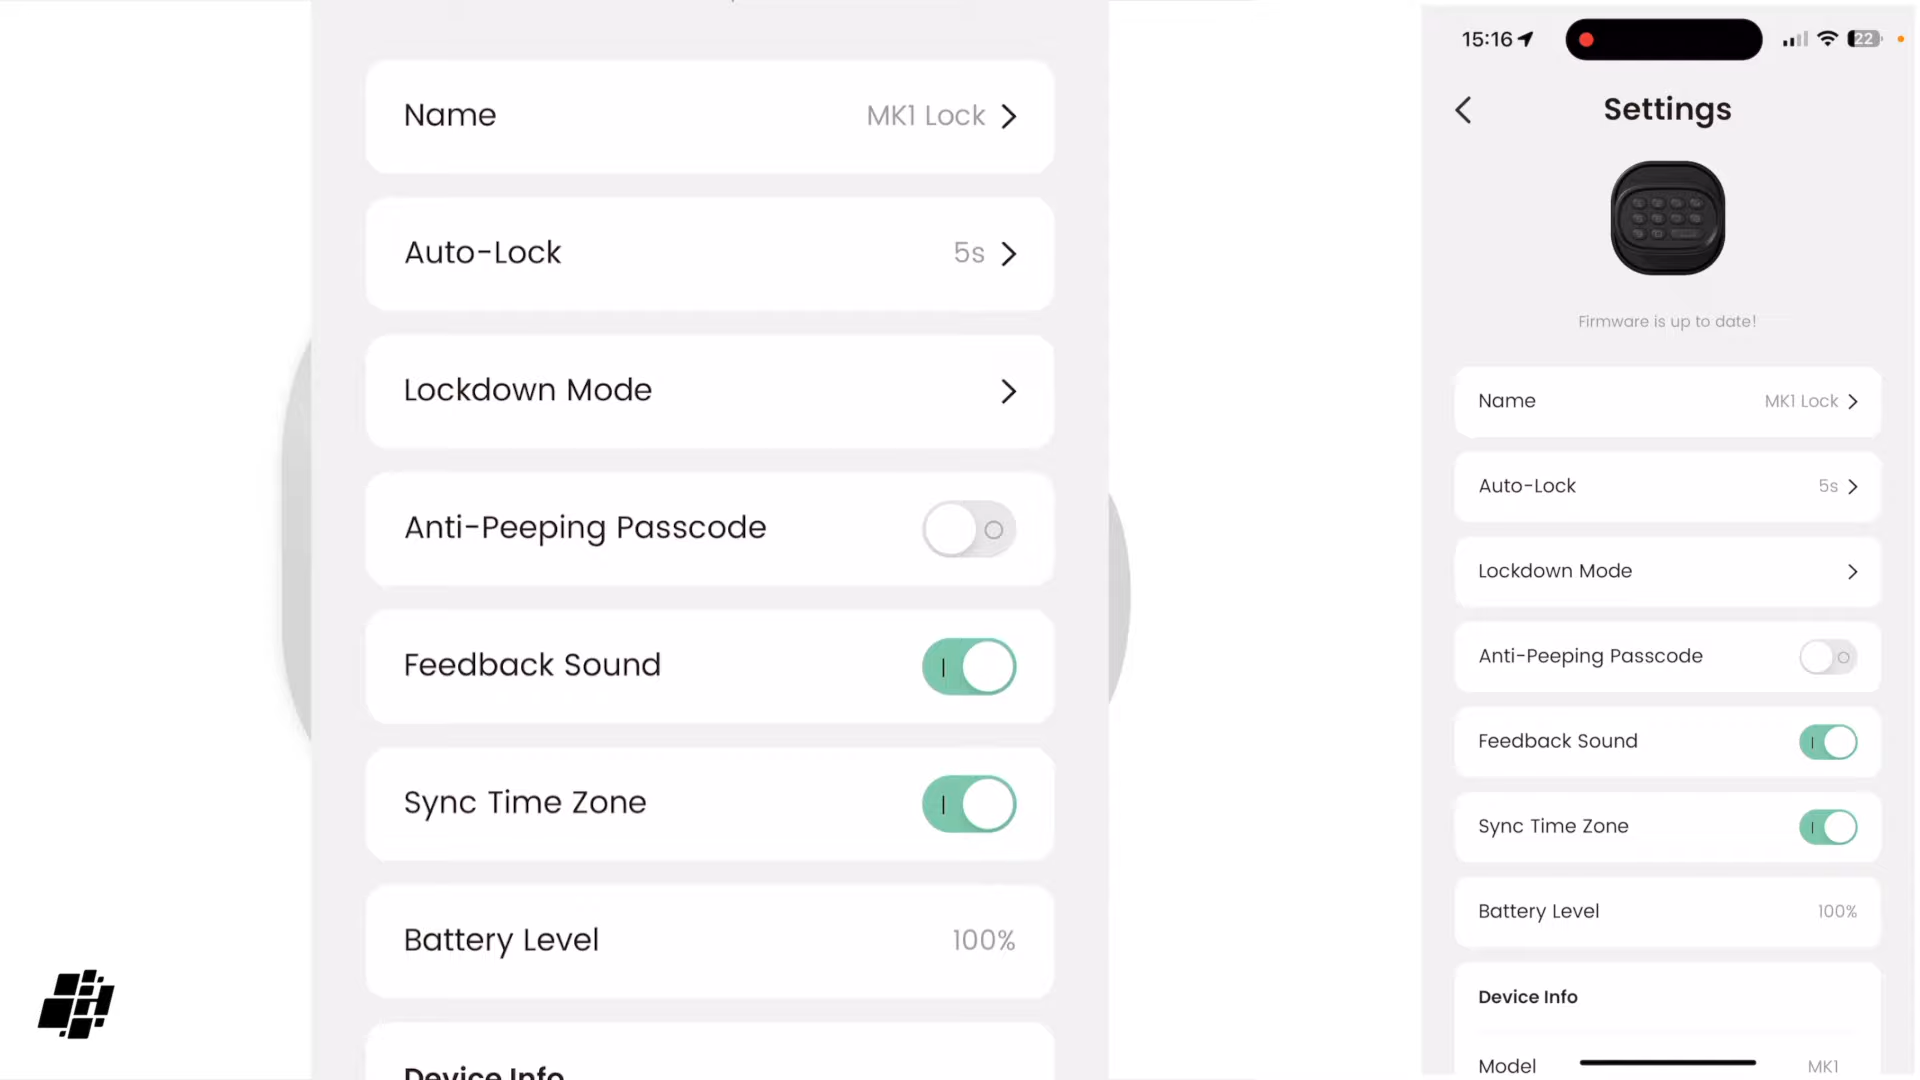 Name MK1 Lock
Auto-Lock 5s
Lockdown Mode
Anti-Peeping Passcode
Feedback Sound
Sync Time Zone
Battery Level 100%
Device Info
15:16 22
Settings
Firmware is up to date!
Name MK1 Lock
Auto-Lock 5s
Lockdown Mode
Anti-Peeping Passcode
Feedback Sound
Sync Time Zone
Battery Level 100%
Device Info
Model MK1